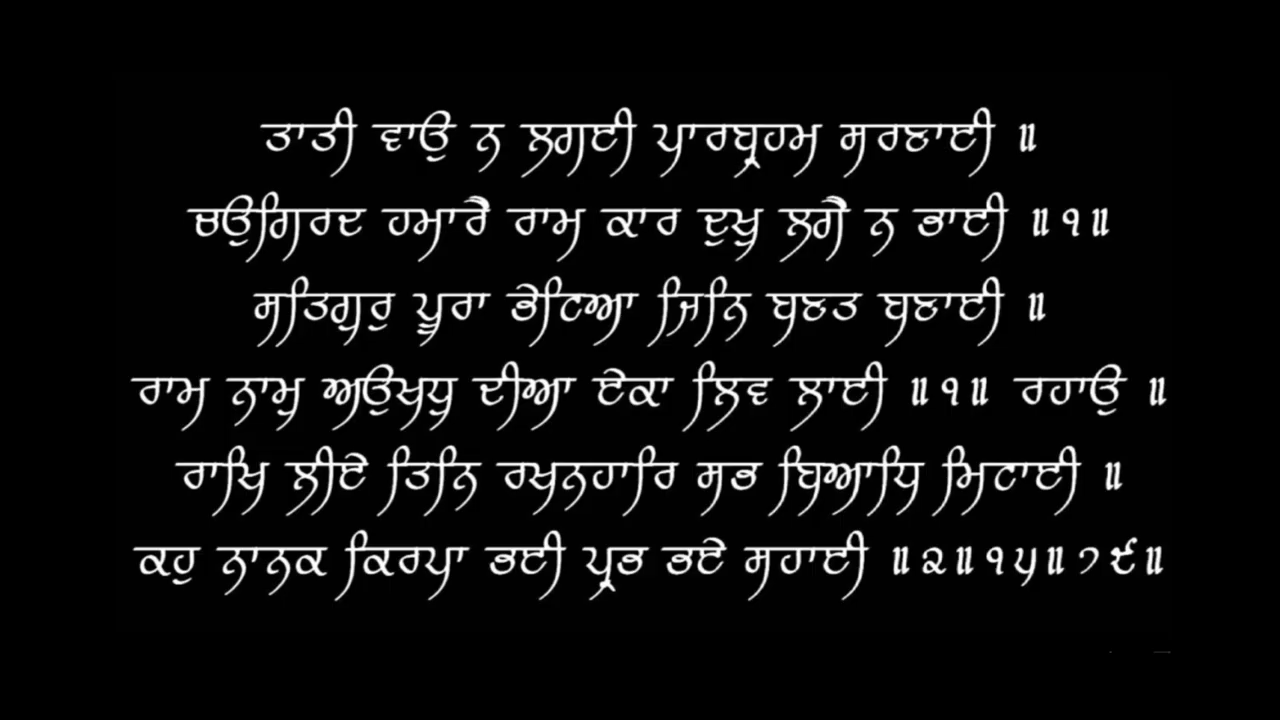 ਤਾਤੀ ਵਾਉ ਨ ਲਗਈ ਪਾਰਬ੍ਰਹਮ ਸਰਣਾਈ ॥
ਚਉਗਿਰਦ ਹਮਾਰੈ ਰਾਮ ਕਾਰ ਦੁਖੁ ਲਗੈ ਨ ਭਾਈ ॥੧॥
ਸਤਿਗੁਰੁ ਪੂਰਾ ਭੇਟਿਆ ਜਿਨਿ ਬਣਤ ਬਣਾਈ ॥
ਰਾਮ ਨਾਮੁ ਅਉਖਧੁ ਦੀਆ ਏਕਾ ਲਿਵ ਲਾਈ ॥੧॥ ਰਹਾਉ ॥
ਰਾਖਿ ਲੀਏ ਤਿਨਿ ਰਖਨਹਾਰਿ ਸਭ ਬਿਆਧਿ ਮਿਟਾਈ ॥
ਕਹੁ ਨਾਨਕ ਕਿਰਪਾ ਭਈ ਪ੍ਰਭ ਭਏ ਸਹਾਈ ॥੨॥੧੫॥੭੯॥